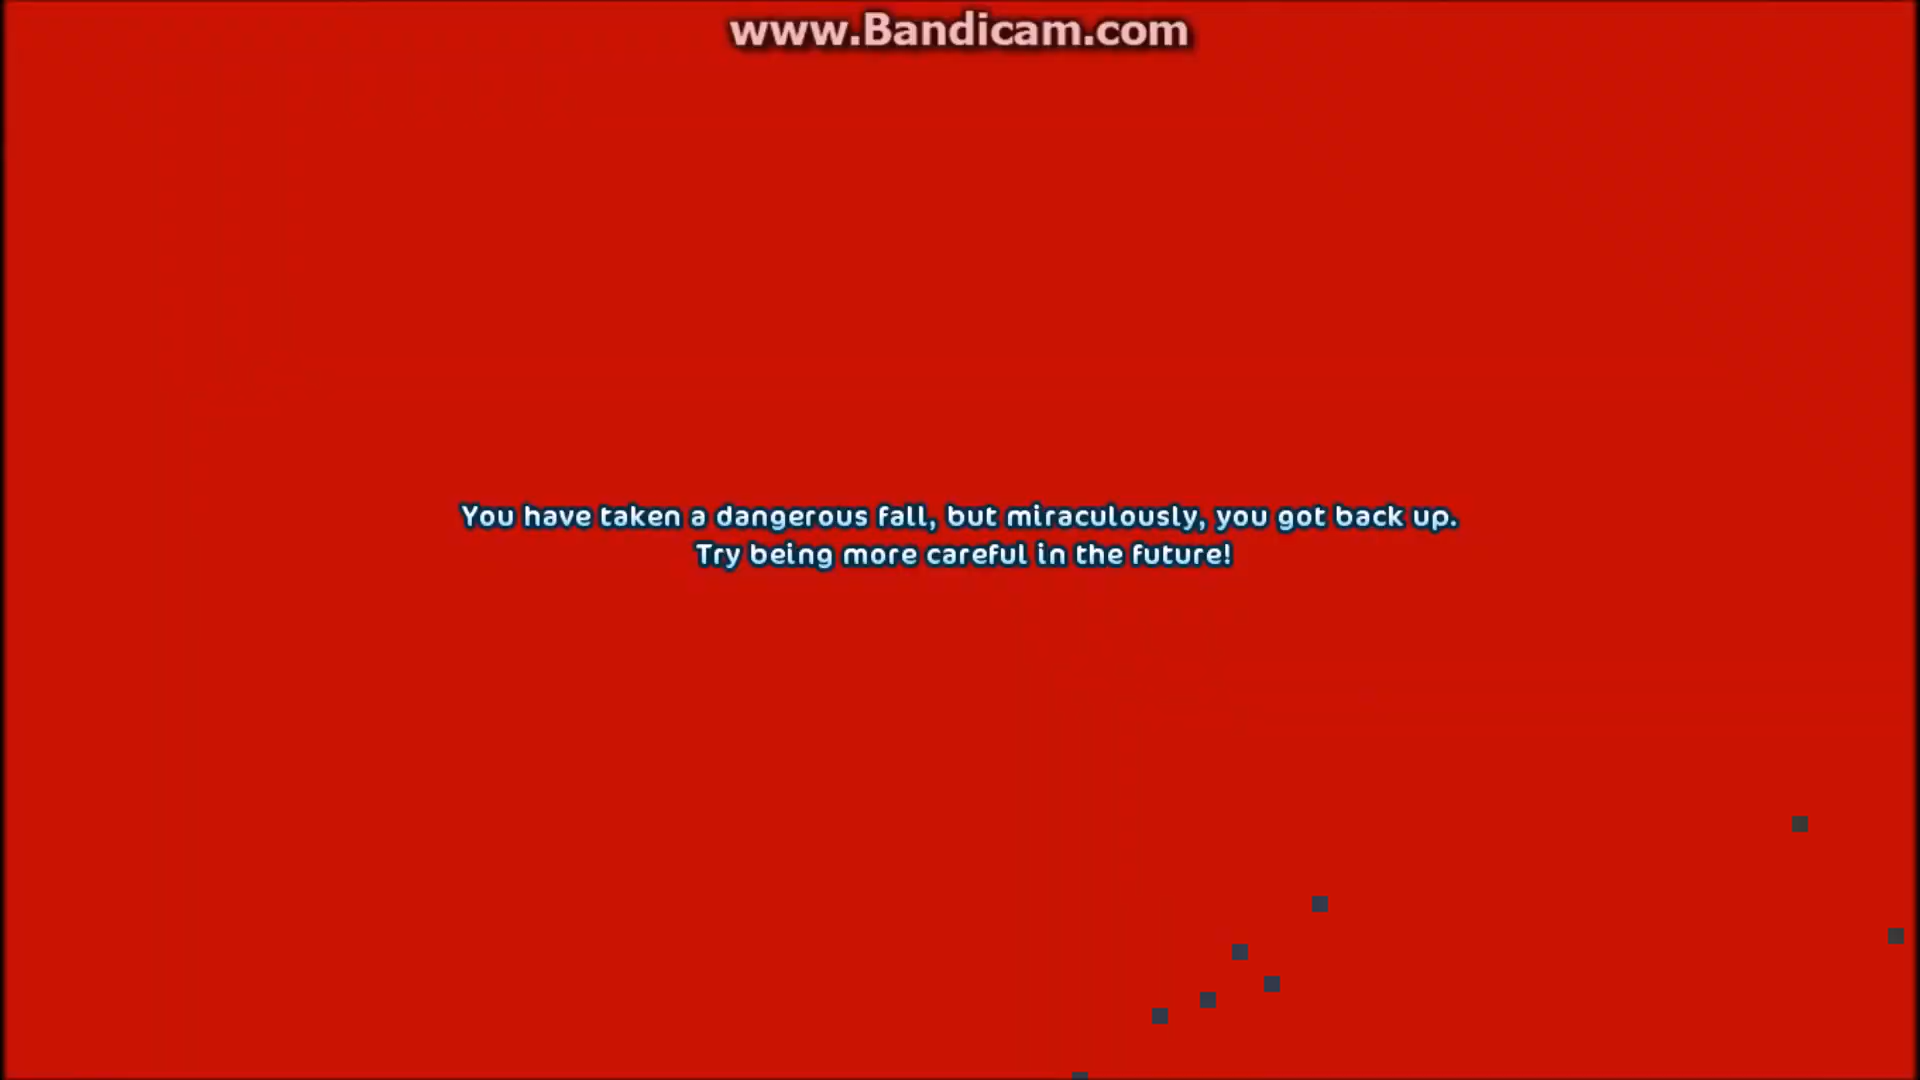 www.Bandicam.com
You have taken a dangerous fall, but miraculously, you got back up.
Try being more careful in the future!